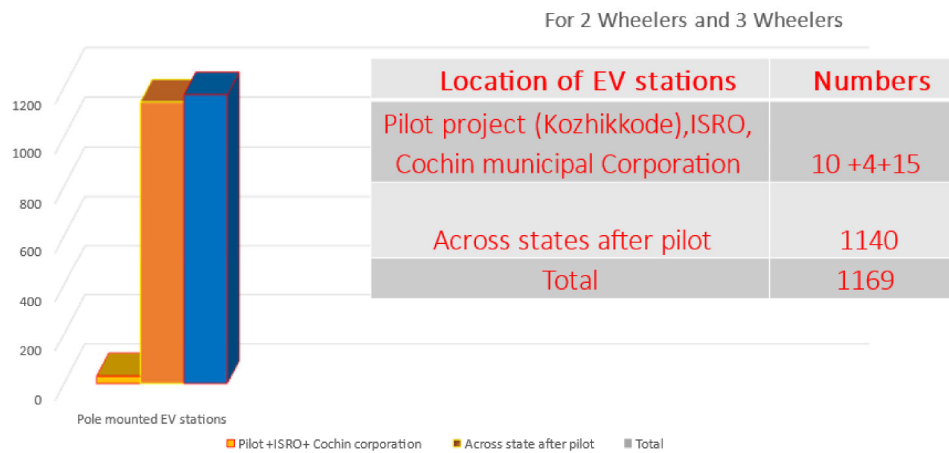 For 2 Wheelers and 3 Wheelers
Location of EV stations Numbers
Pilot project (Kozhikkode),ISRO,
Cochin municipal Corporation 10 +4+15
Across states after pilot 1140
Total 1169
1200
1000
800
600
400
200
0
Pole mounted EV stations
Pilot +ISRO+ Cochin corporation Across state after pilot Total